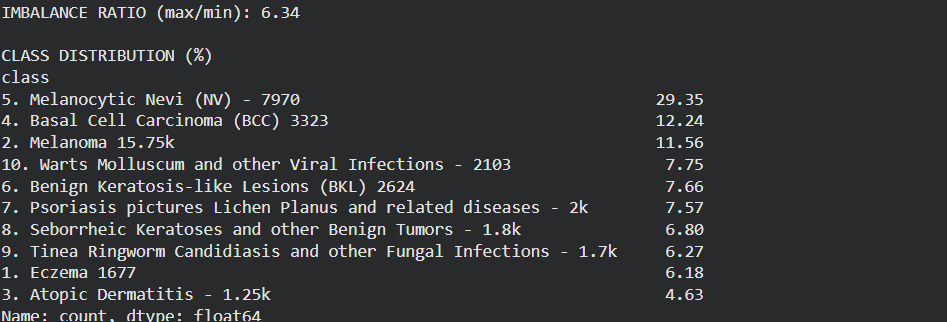 IMBALANCE RATIO (max/min): 6.34
CLASS DISTRIBUTION (%)
class
5. Melanocytic Nevi (NV) - 7970 29.35
4. Basal Cell Carcinoma (BCC) 3323 12.24
2. Melanoma 15.75k 11.56
10. Warts Molluscum and other Viral Infections - 2103 7.75
6. Benign Keratosis-like Lesions (BKL) 2624 7.66
7. Psoriasis pictures Lichen Planus and related diseases - 2k 7.57
8. Seborrheic Keratoses and other Benign Tumors - 1.8k 6.80
9. Tinea Ringworm Candidiasis and other Fungal Infections - 1.7k 6.27
1. Eczema 1677 6.18
3. Atopic Dermatitis - 1.25k 4.63
Name: count, dtype: float64